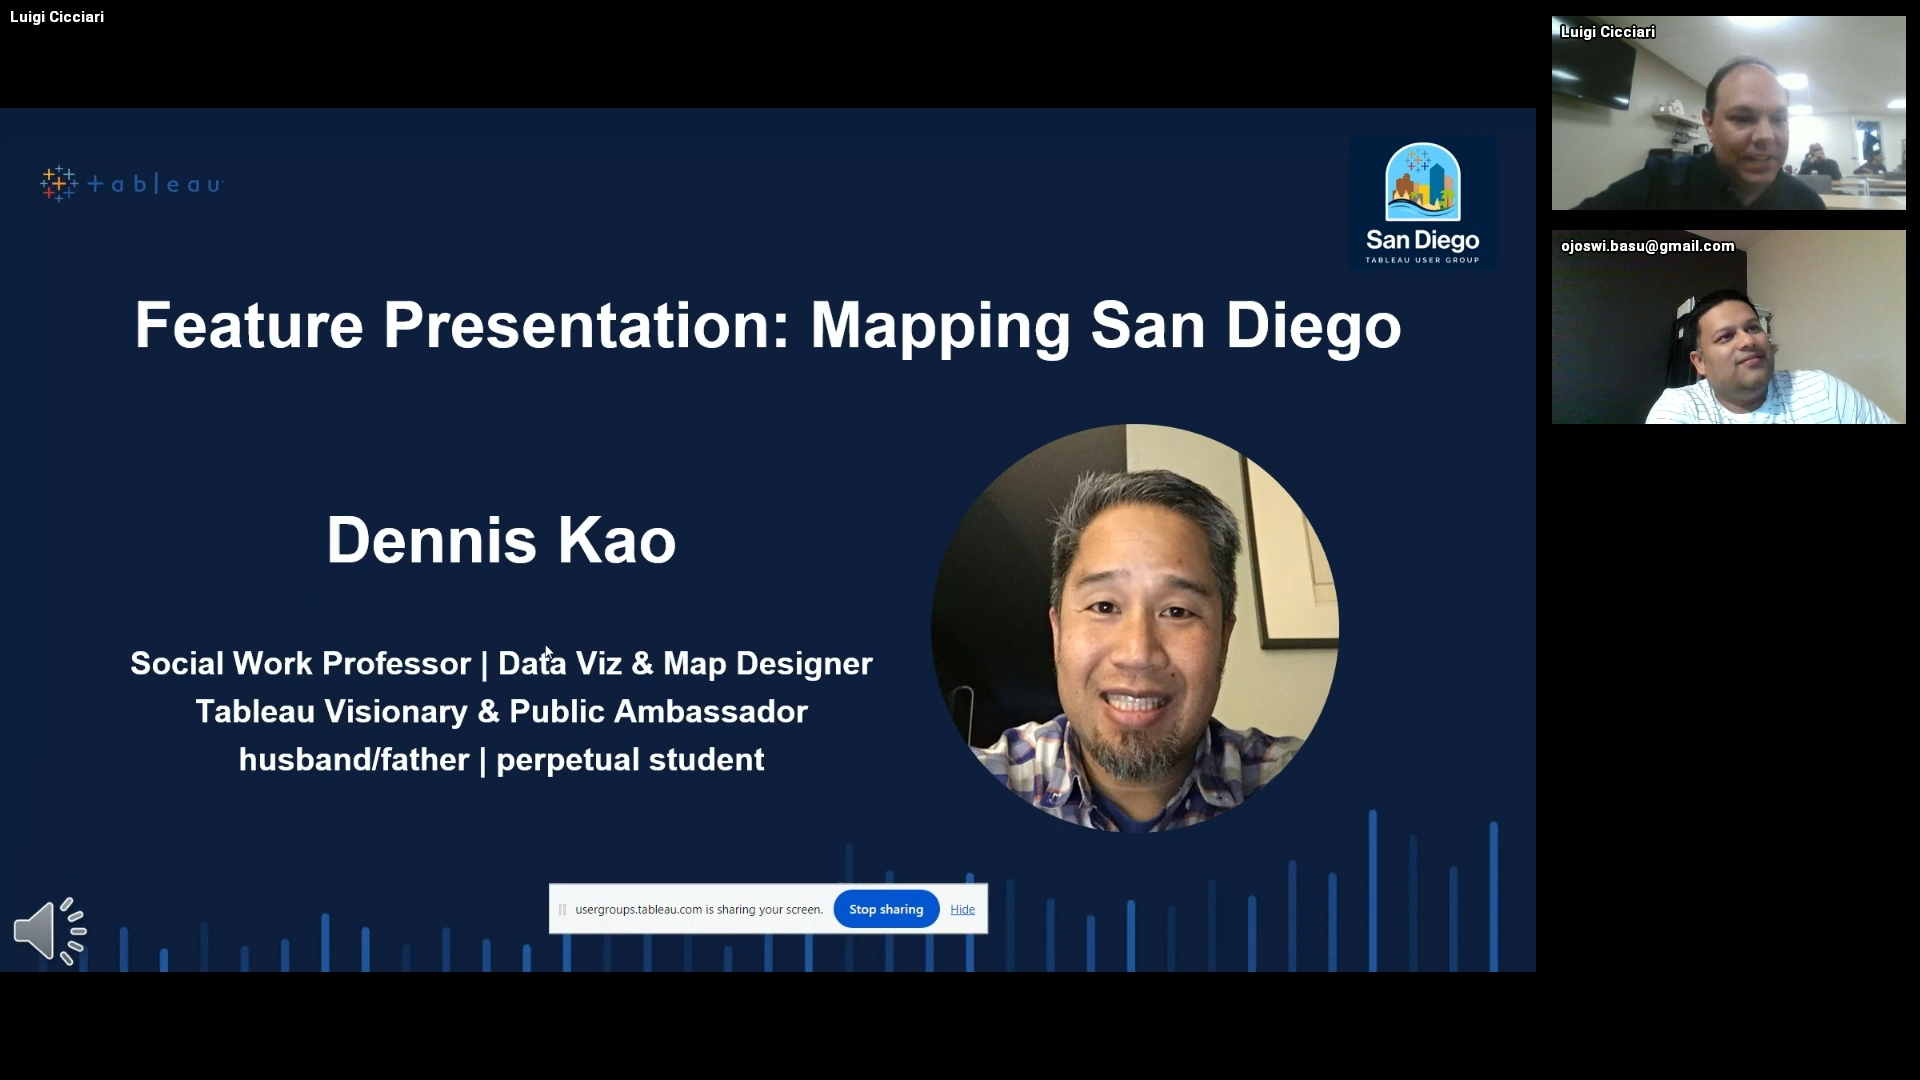 Luigi Cicciari
Luigi Cicciari
ojoswi.basu@gmail.com
+ a b | e a u
San Diego
TABLEAU USER GROUP
Feature Presentation: Mapping San Diego
Dennis Kao
Social Work Professor | Data Viz & Map Designer
Tableau Visionary & Public Ambassador
husband/father | perpetual student
usergroups.tableau.com is sharing your screen.
Stop sharing
Hide